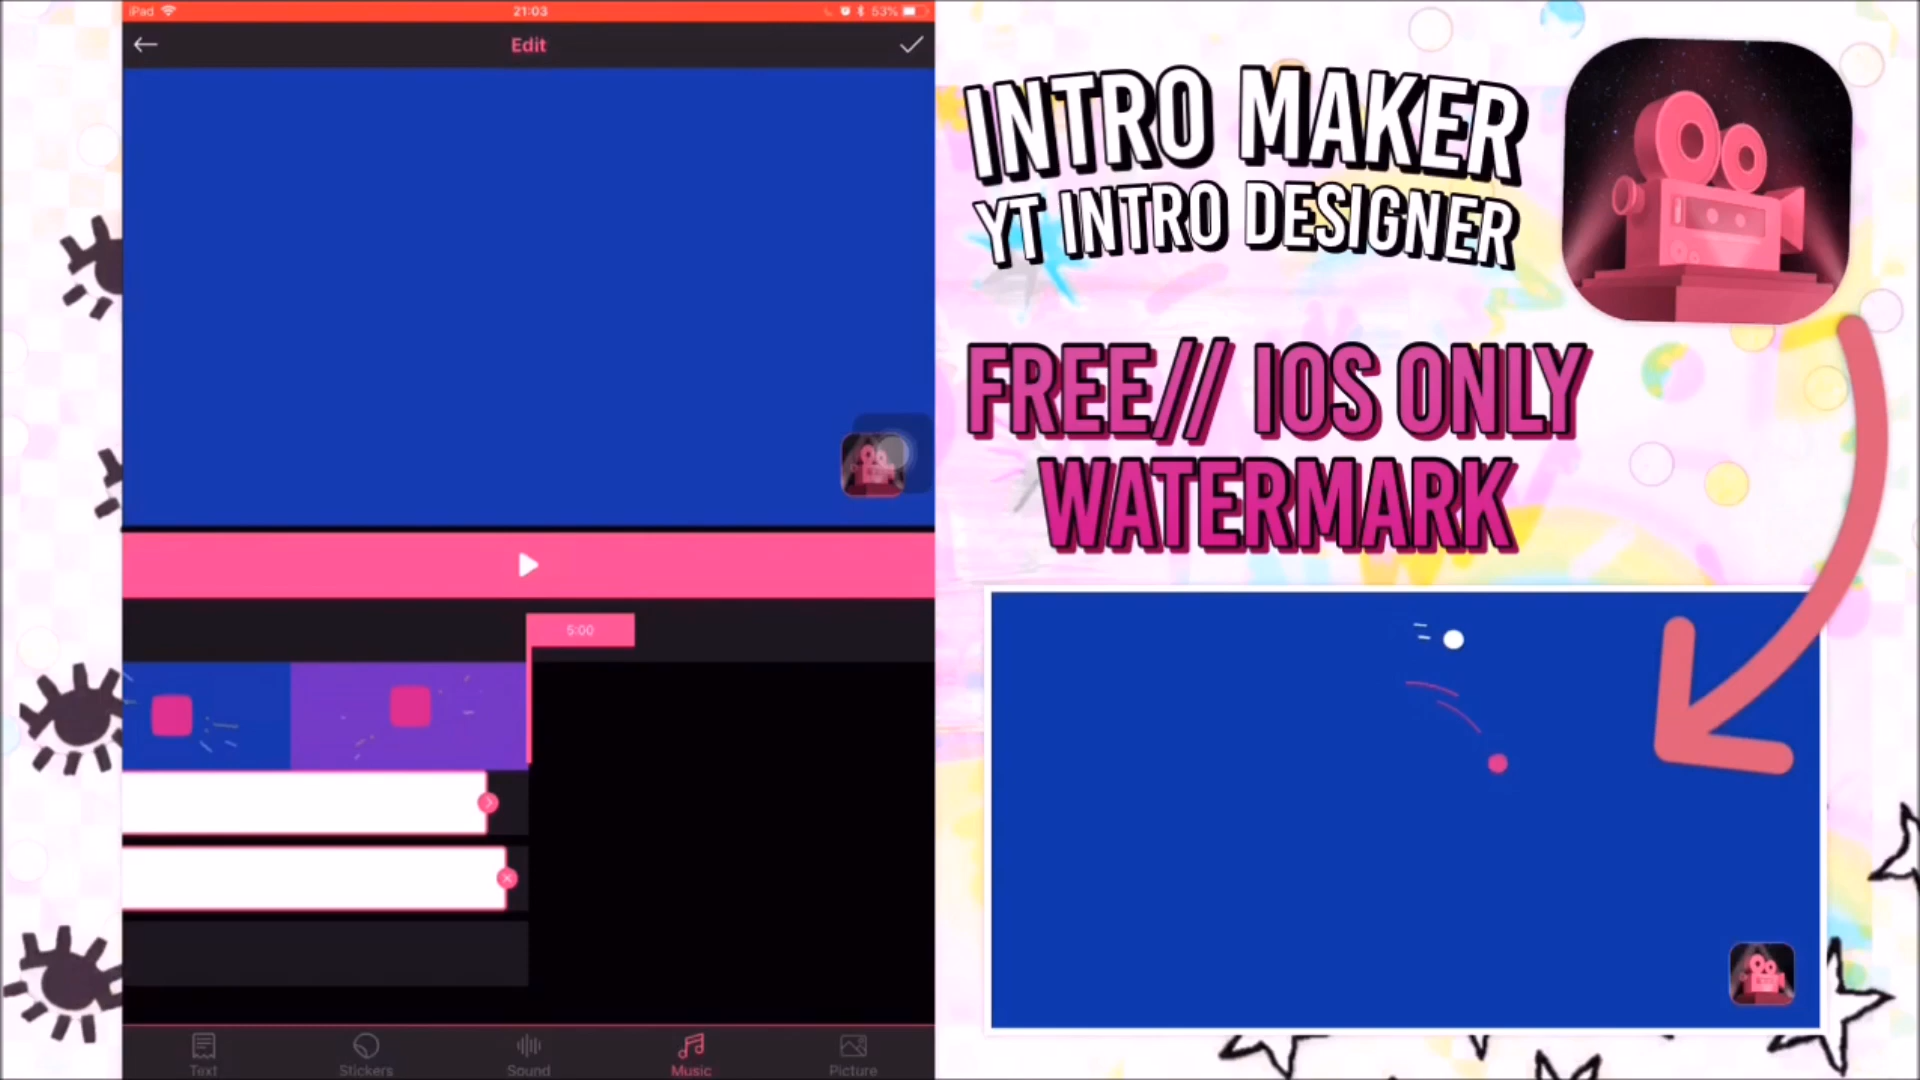 iPad
21:03
53%
Edit
5:00
Text
Stickers
Sound
Music
Picture
INTRO MAKER
YT INTRO DESIGNER
FREE// IOS ONLY
WATERMARK